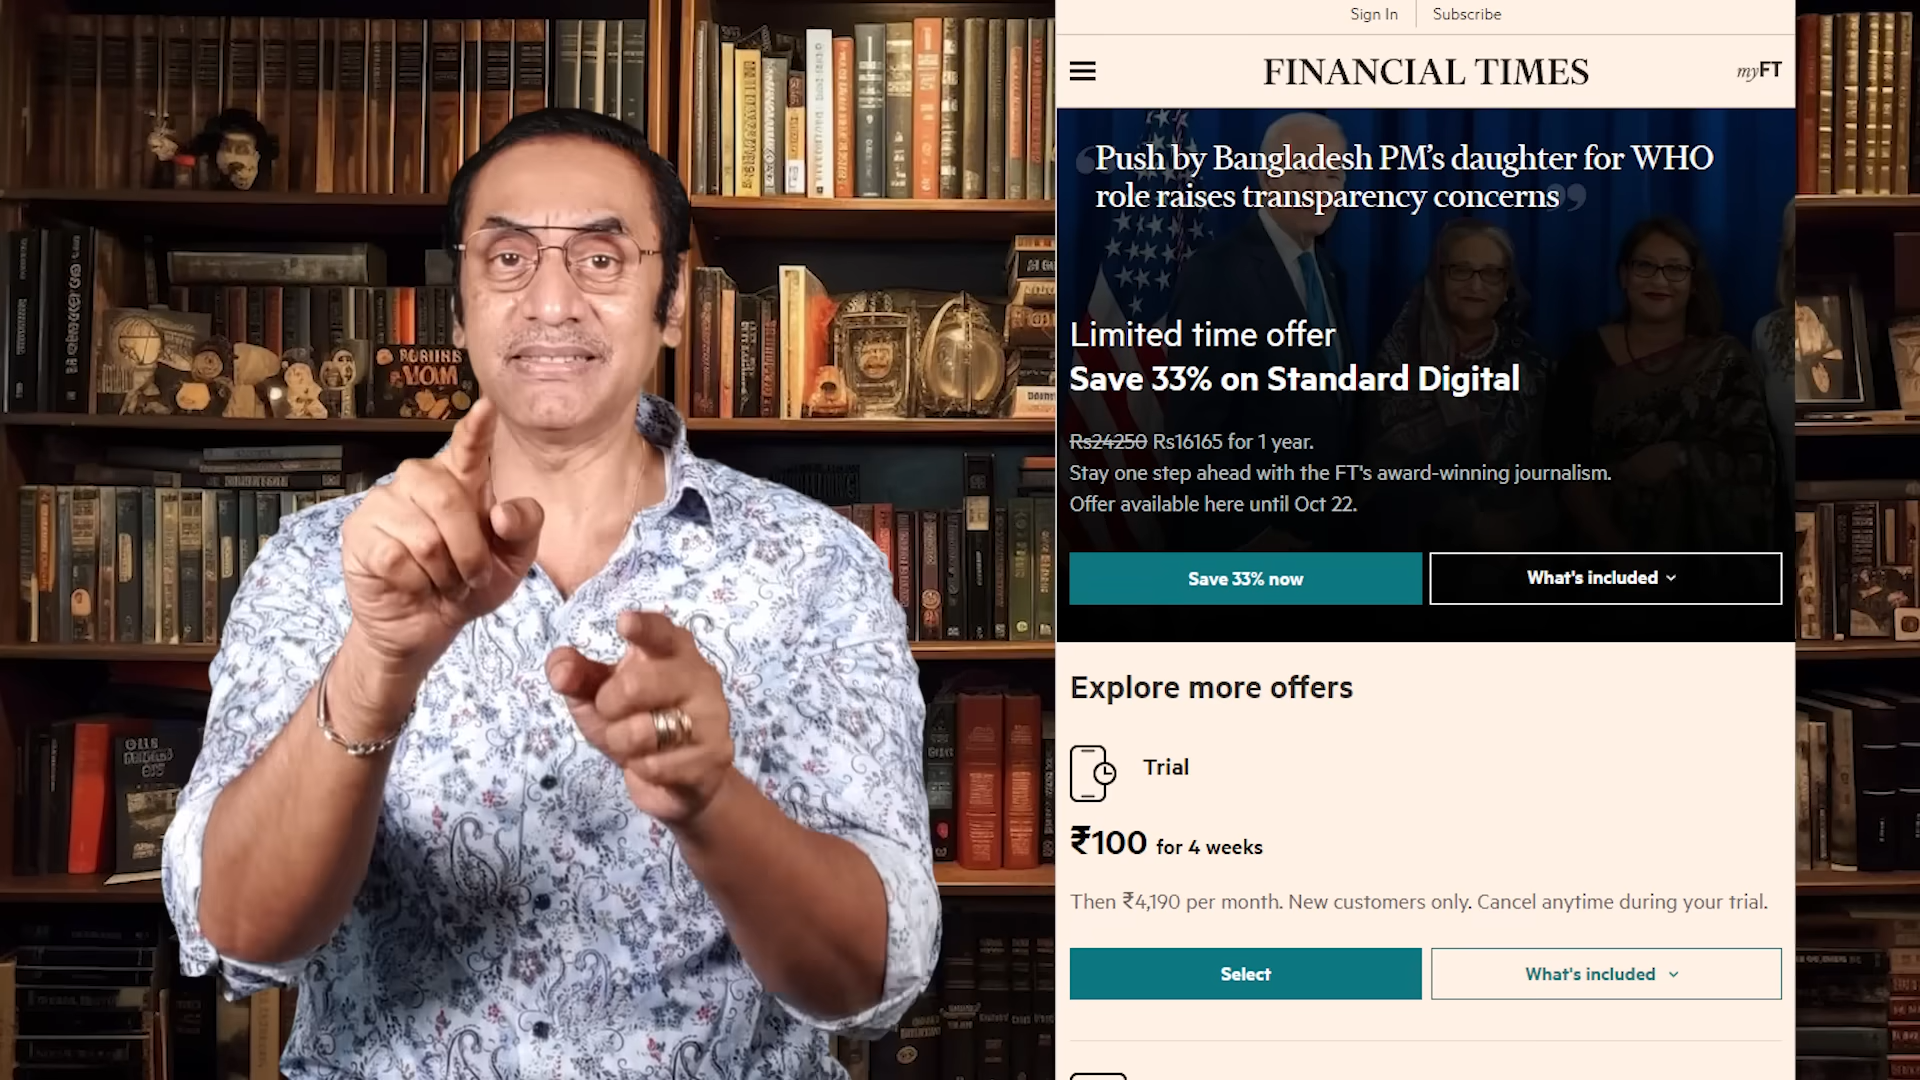 Sign In
Subscribe
FINANCIAL TIMES
myFT
“Push by Bangladesh PM’s daughter for WHO
role raises transparency concerns”
Limited time offer
Save 33% on Standard Digital
Rs24250 Rs16165 for 1 year.
Stay one step ahead with the FT's award-winning journalism.
Offer available here until Oct 22.
Save 33% now
What's included
Explore more offers
Trial
₹100 for 4 weeks
Then ₹4,190 per month. New customers only. Cancel anytime during your trial.
Select
What's included